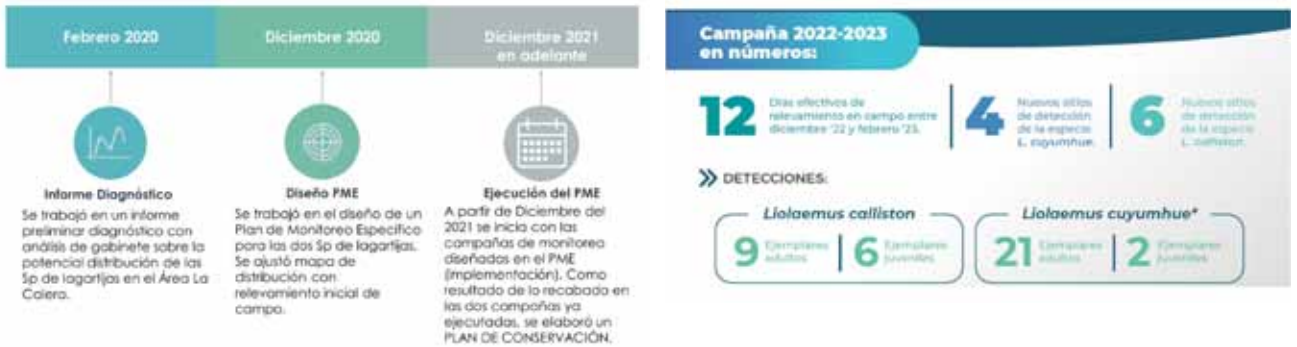 Febrero 2020
Diciembre 2020
Diciembre 2021
en adelante
Informe Diagnóstico
Se trabajó en un informe
preliminar diagnóstico con
análisis de gabinete sobre la
potencial distribución de las
Sp de lagartijas en el Área La
Calera.
Diseño PME
Se trabajó en el diseño de un
Plan de Monitoreo Específico
para las dos Sp de lagartijas.
Se ajustó mapa de
distribución con
relevamiento inicial de
campo.
Ejecución del PME
A partir de Diciembre del
2021 se inicia con las
campañas de monitoreo
diseñados en el PME
(implementación). Como
resultado de lo recabado en
las dos campañas ya
ejecutadas, se elaboró un
PLAN DE CONSERVACIÓN.
Campaña 2022-2023
en números:
12
Días efectivos de
relevamiento en campo entre
diciembre '22 y febrero '23.
4
Nuevos sitios
de detección
de la especie
L. cuyumhue.
6
Nuevos sitios
de detección
de la especie
L. calliston.
DETECCIONES:
Liolaemus calliston
9
Ejemplares
adultos
6
Ejemplares
juveniles
Liolaemus cuyumhue*
21
Ejemplares
adultos
2
Ejemplares
juveniles